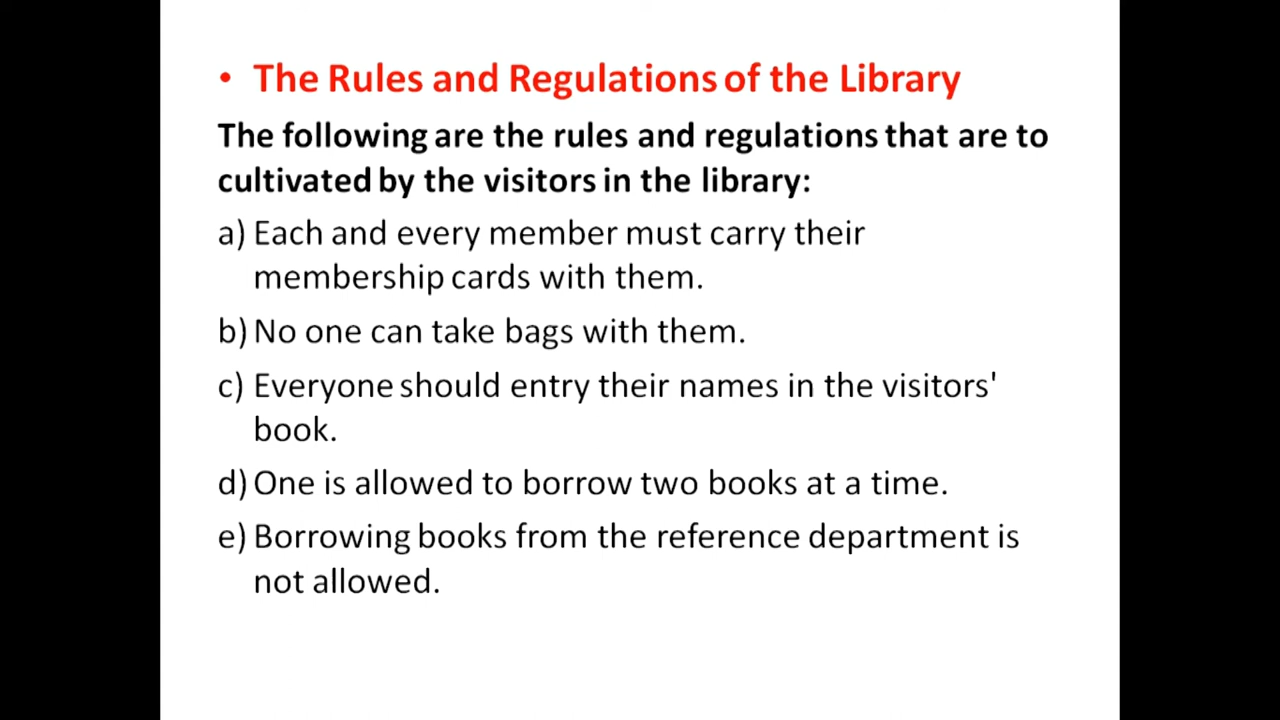 • The Rules and Regulations of the Library
The following are the rules and regulations that are to
cultivated by the visitors in the library:
a) Each and every member must carry their
membership cards with them.
b) No one can take bags with them.
c) Everyone should entry their names in the visitors'
book.
d) One is allowed to borrow two books at a time.
e) Borrowing books from the reference department is
not allowed.